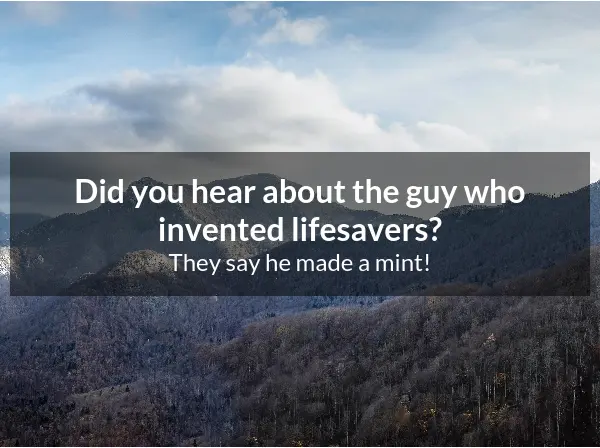 Did you hear about the guy who
invented lifesavers?
They say he made a mint!